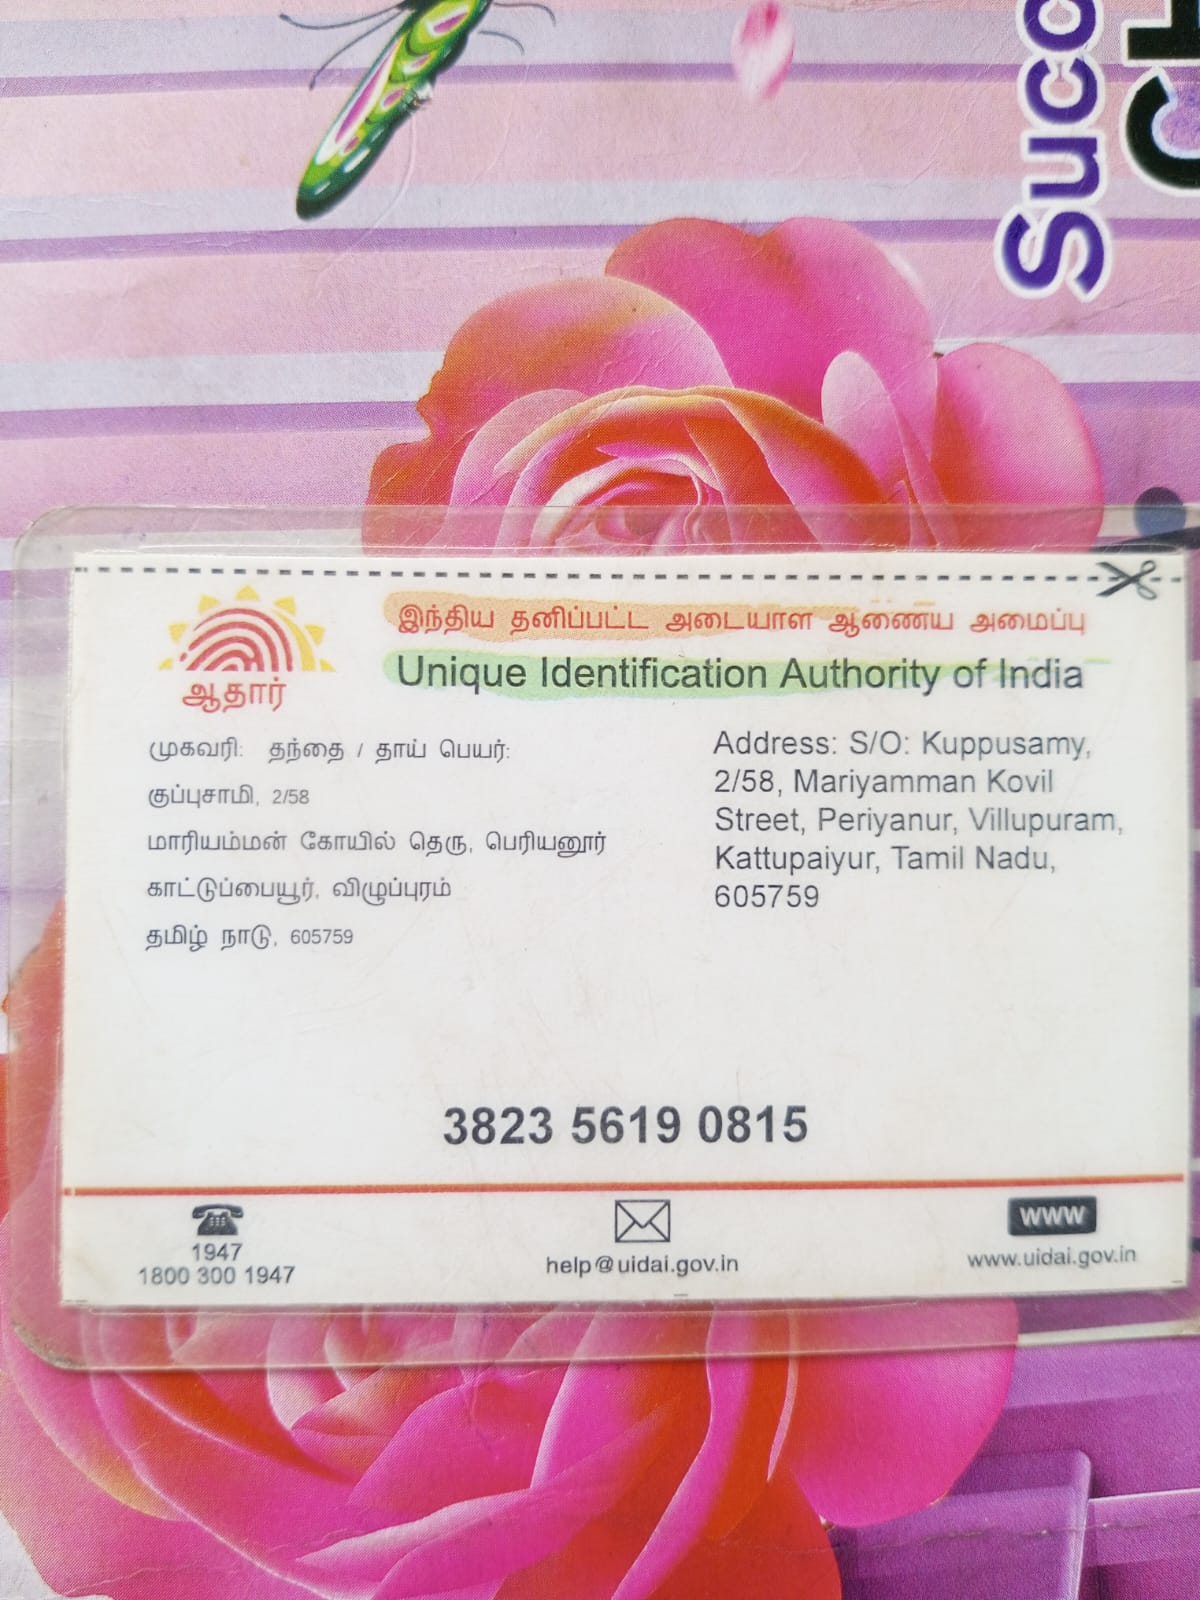 Succ
இந்திய தனிப்பட்ட அடையாள ஆணைய அமைப்பு
Unique Identification Authority of India
ஆதார்
முகவரி: தந்தை / தாய் பெயர்:
குப்புசாமி, 2/58
மாரியம்மன் கோயில் தெரு, பெரியனூர்
காட்டுப்பையூர், விழுப்புரம்
தமிழ் நாடு, 605759
Address: S/O: Kuppusamy,
2/58, Mariyamman Kovil
Street, Periyanur, Villupuram,
Kattupaiyur, Tamil Nadu,
605759
3823 5619 0815
1947
1800 300 1947
help@uidai.gov.in
www
www.uidai.gov.in